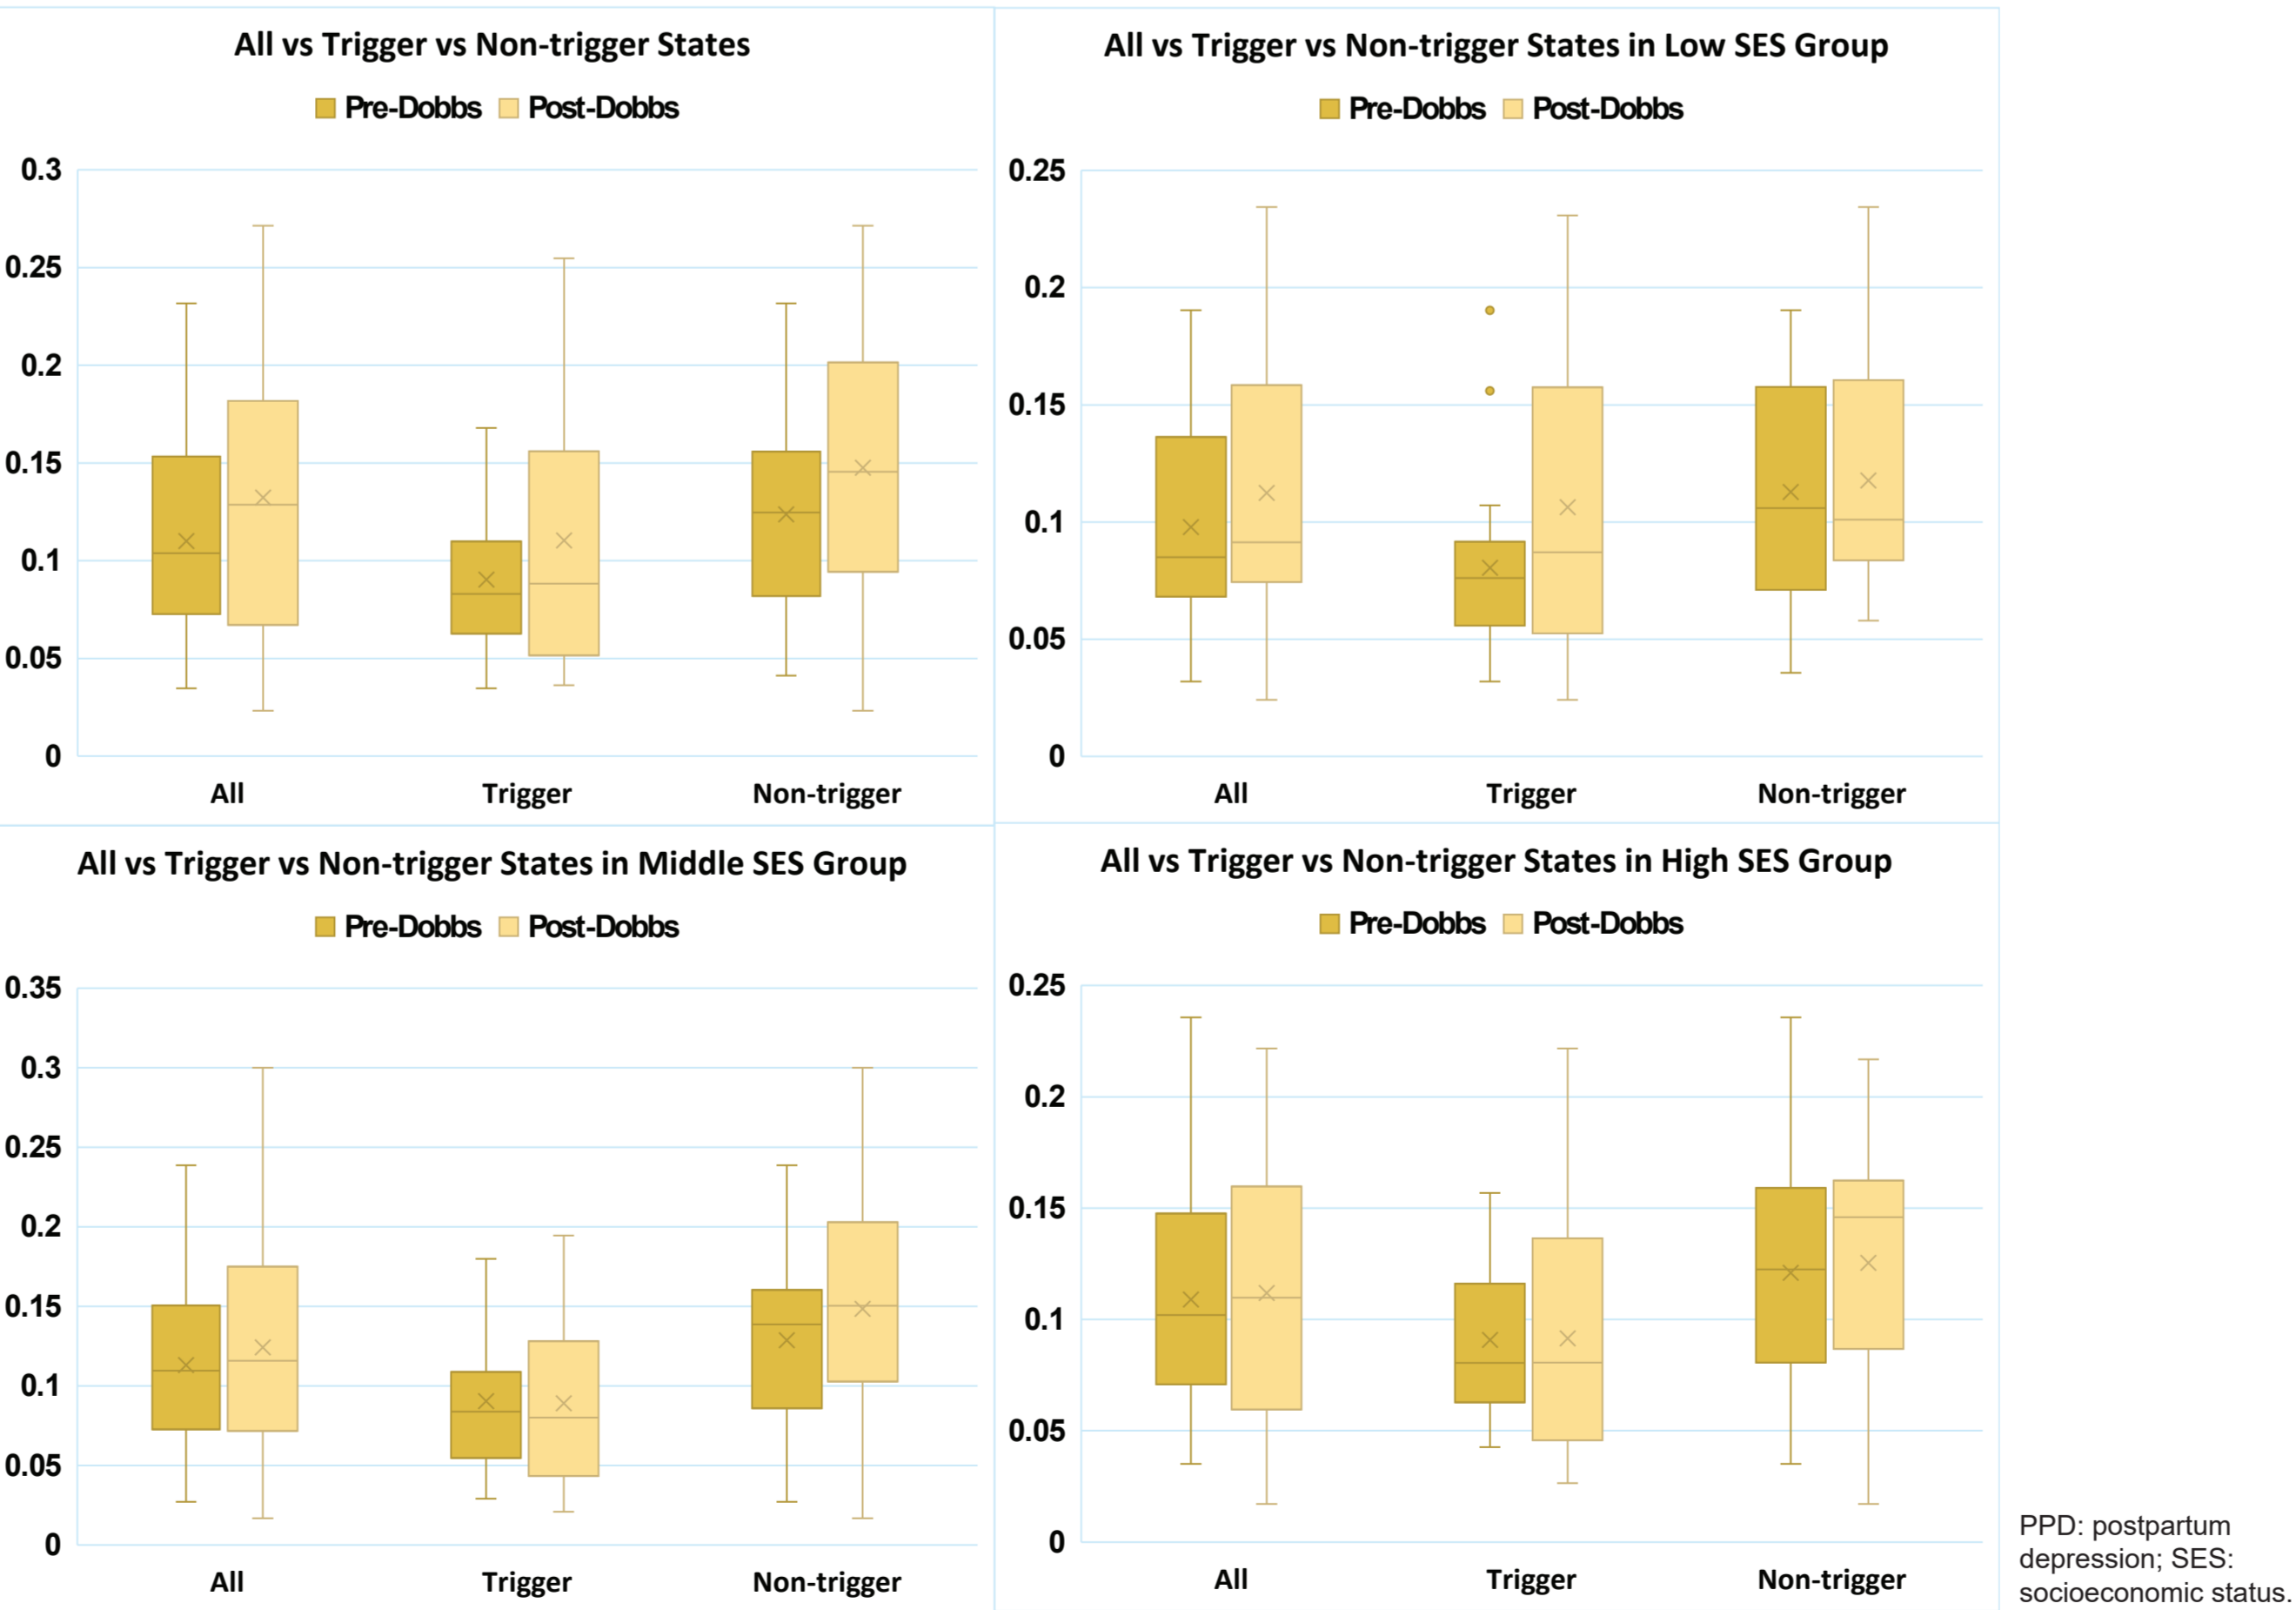 All vs Trigger vs Non-trigger States
Pre-Dobbs Post-Dobbs
0.3
0.25
0.2
0.15
0.1
0.05
0
All Trigger Non-trigger
All vs Trigger vs Non-trigger States in Low SES Group
Pre-Dobbs Post-Dobbs
0.25
0.2
0.15
0.1
0.05
0
All Trigger Non-trigger
All vs Trigger vs Non-trigger States in Middle SES Group
Pre-Dobbs Post-Dobbs
0.35
0.3
0.25
0.2
0.15
0.1
0.05
0
All Trigger Non-trigger
All vs Trigger vs Non-trigger States in High SES Group
Pre-Dobbs Post-Dobbs
0.25
0.2
0.15
0.1
0.05
0
All Trigger Non-trigger
PPD: postpartum
depression; SES:
socioeconomic status.